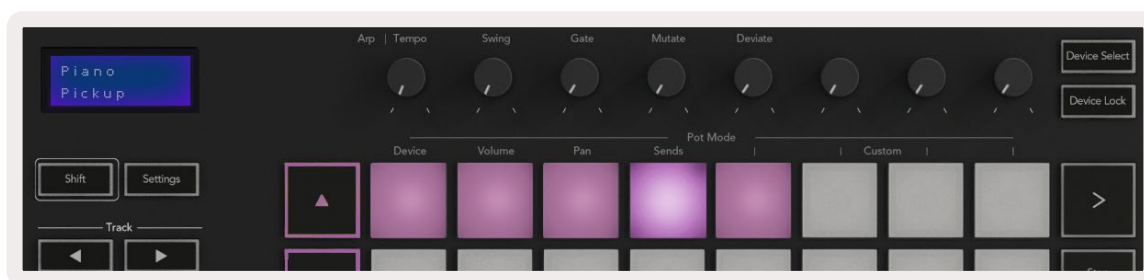 Piano
Pickup
Arp | Tempo Swing Gate Mutate Deviate
Device Select
Device Lock
Pot Mode
Device Volume Pan Sends | | Custom | |
Shift Settings
Track